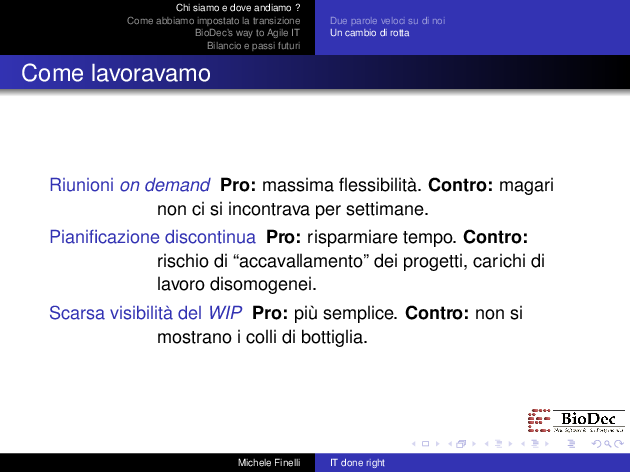 Chi siamo e dove andiamo ?
Come abbiamo impostato la transizione
BioDec's way to Agile IT
Bilancio e passi futuri
Due parole veloci su di noi
Un cambio di rotta
Come lavoravamo
Riunioni on demand Pro: massima flessibilità. Contro: magari
non ci si incontrava per settimane.
Pianificazione discontinua Pro: risparmiare tempo. Contro:
rischio di “accavallamento” dei progetti, carichi di
lavoro disomogenei.
Scarsa visibilità del WIP Pro: più semplice. Contro: non si
mostrano i colli di bottiglia.
BioDec
Michele Finelli
IT done right